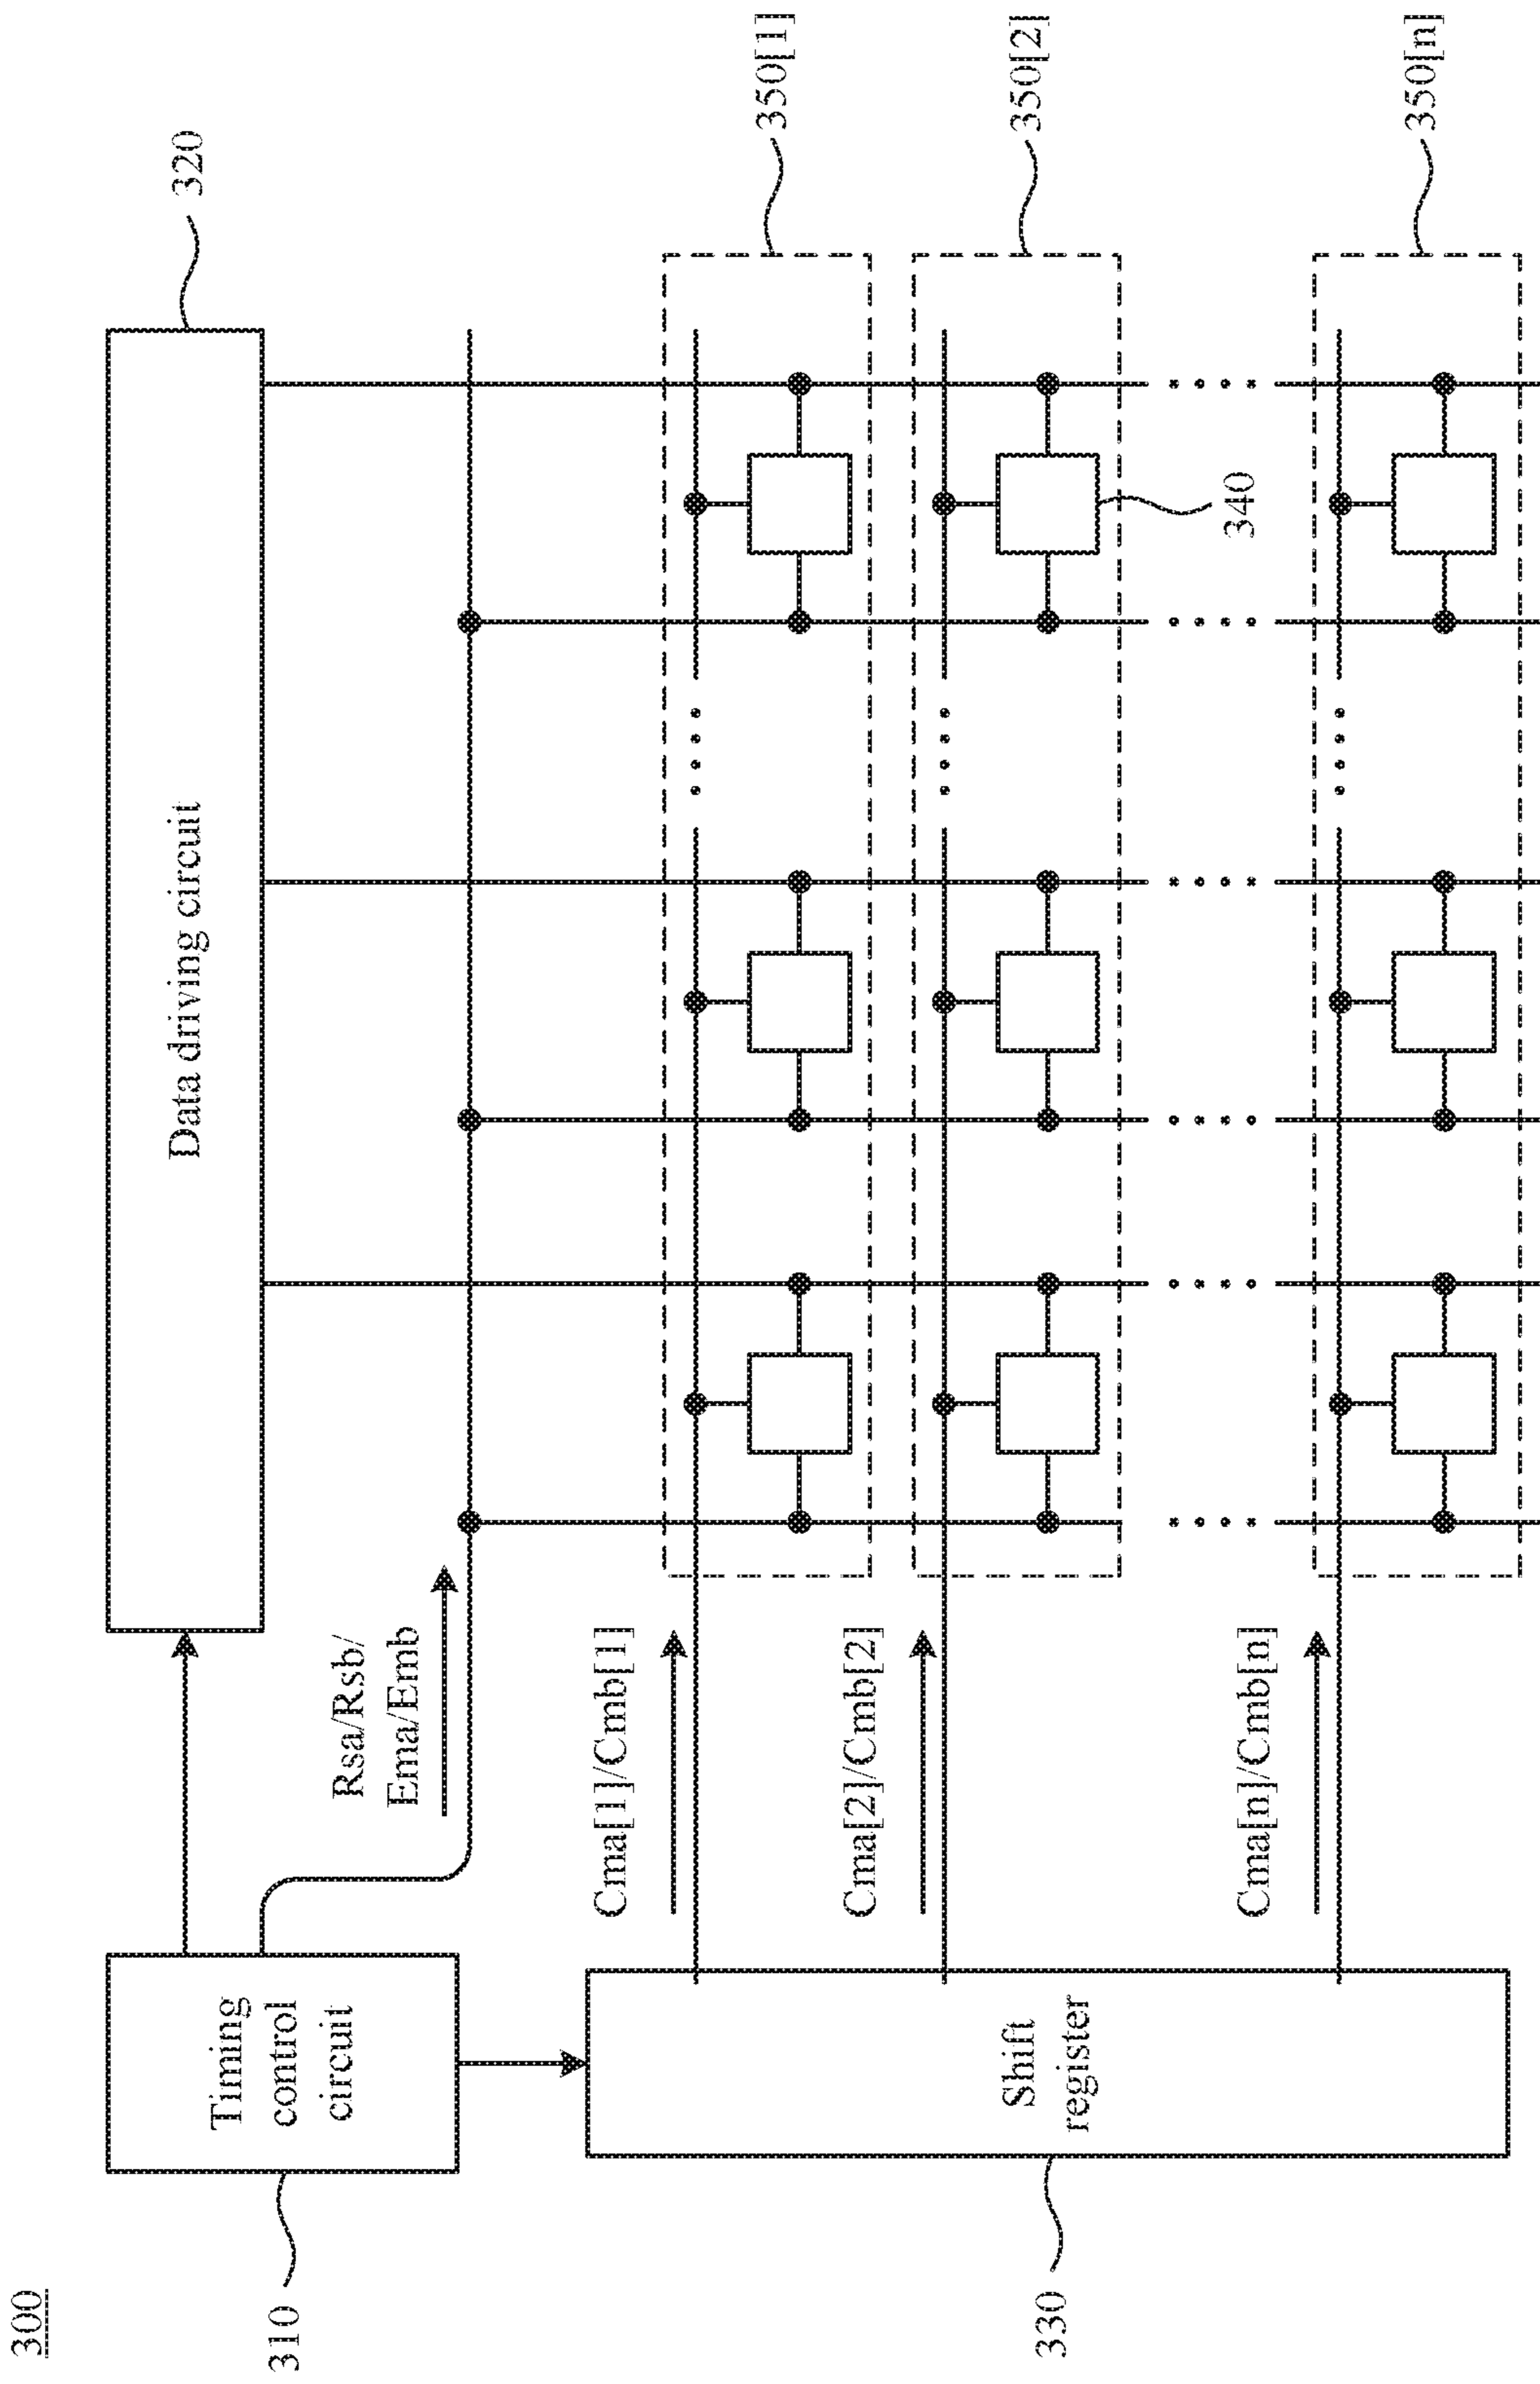 300
310
Timing
control
circuit
Data driving circuit
320
Rsa/Rsb/
Ema/Emb
Cma[1]/Cmb[1]
350[1]
Cma[2]/Cmb[2]
350[2]
340
330
Shift
register
Cma[n]/Cmb[n]
350[n]